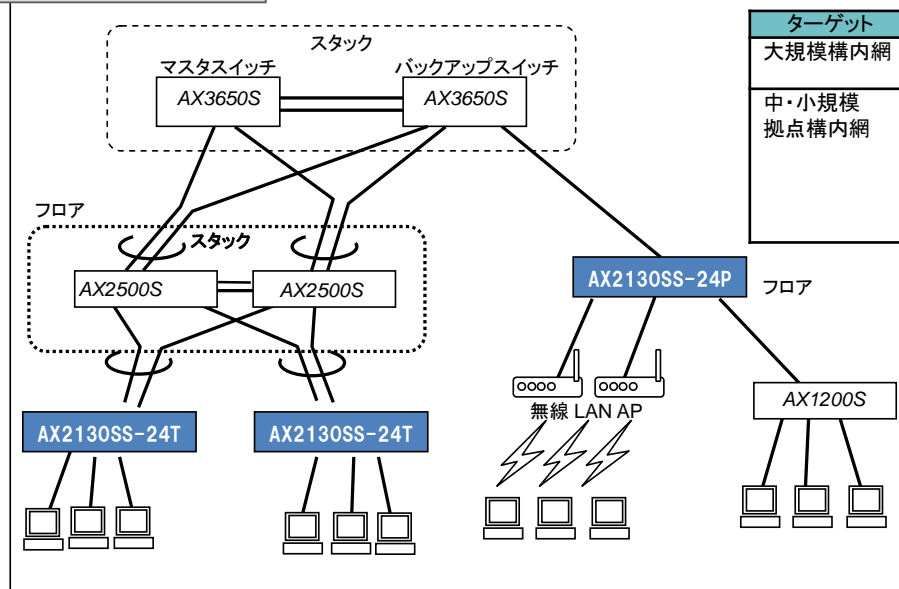 スタック
マスタスイッチ
バックアップスイッチ
AX3650S
AX3650S
ターゲット
大規模構内網
中・小規模
拠点構内網
フロア
スタック
AX2500S
AX2500S
AX2130SS-24P
フロア
無線 LAN AP
AX1200S
AX2130SS-24T
AX2130SS-24T